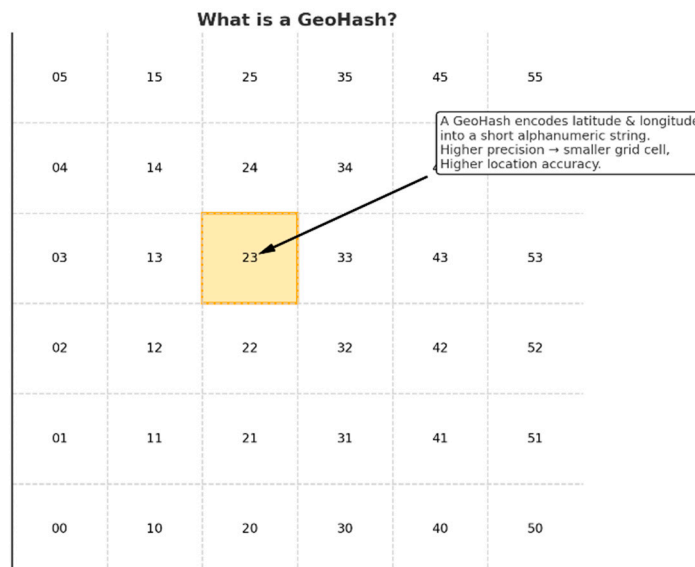 What is a GeoHash?
05 15 25 35 45 55
A GeoHash encodes latitude & longitude
into a short alphanumeric string.
Higher precision → smaller grid cell,
Higher location accuracy.
04 14 24 34
03 13 23 33 43 53
02 12 22 32 42 52
01 11 21 31 41 51
00 10 20 30 40 50